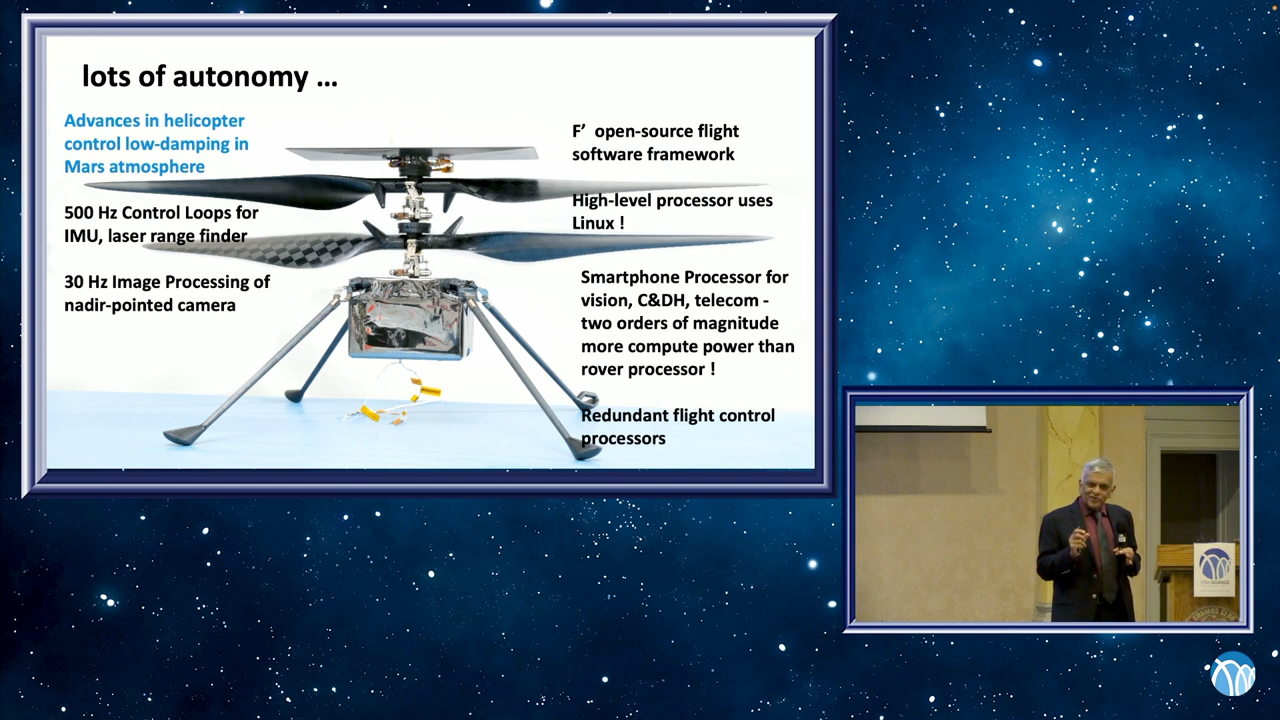 lots of autonomy ...
Advances in helicopter
control low-damping in
Mars atmosphere
500 Hz Control Loops for
IMU, laser range finder
30 Hz Image Processing of
nadir-pointed camera
F’ open-source flight
software framework
High-level processor uses
Linux !
Smartphone Processor for
vision, C&DH, telecom -
two orders of magnitude
more compute power than
rover processor !
Redundant flight control
processors